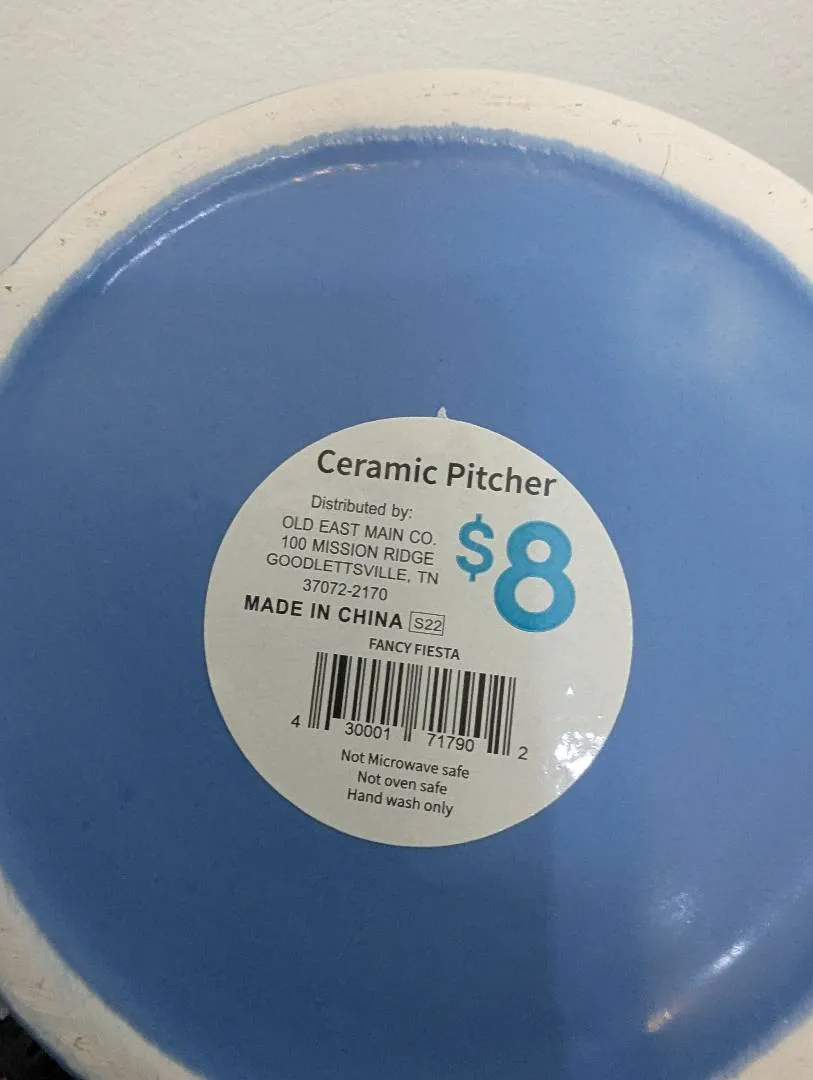 Ceramic Pitcher
Distributed by:
OLD EAST MAIN CO.
100 MISSION RIDGE
GOODLETTSVILLE, TN
37072-2170
$8
MADE IN CHINA S22
FANCY FIESTA
4 30001 71790 2
Not Microwave safe
Not oven safe
Hand wash only